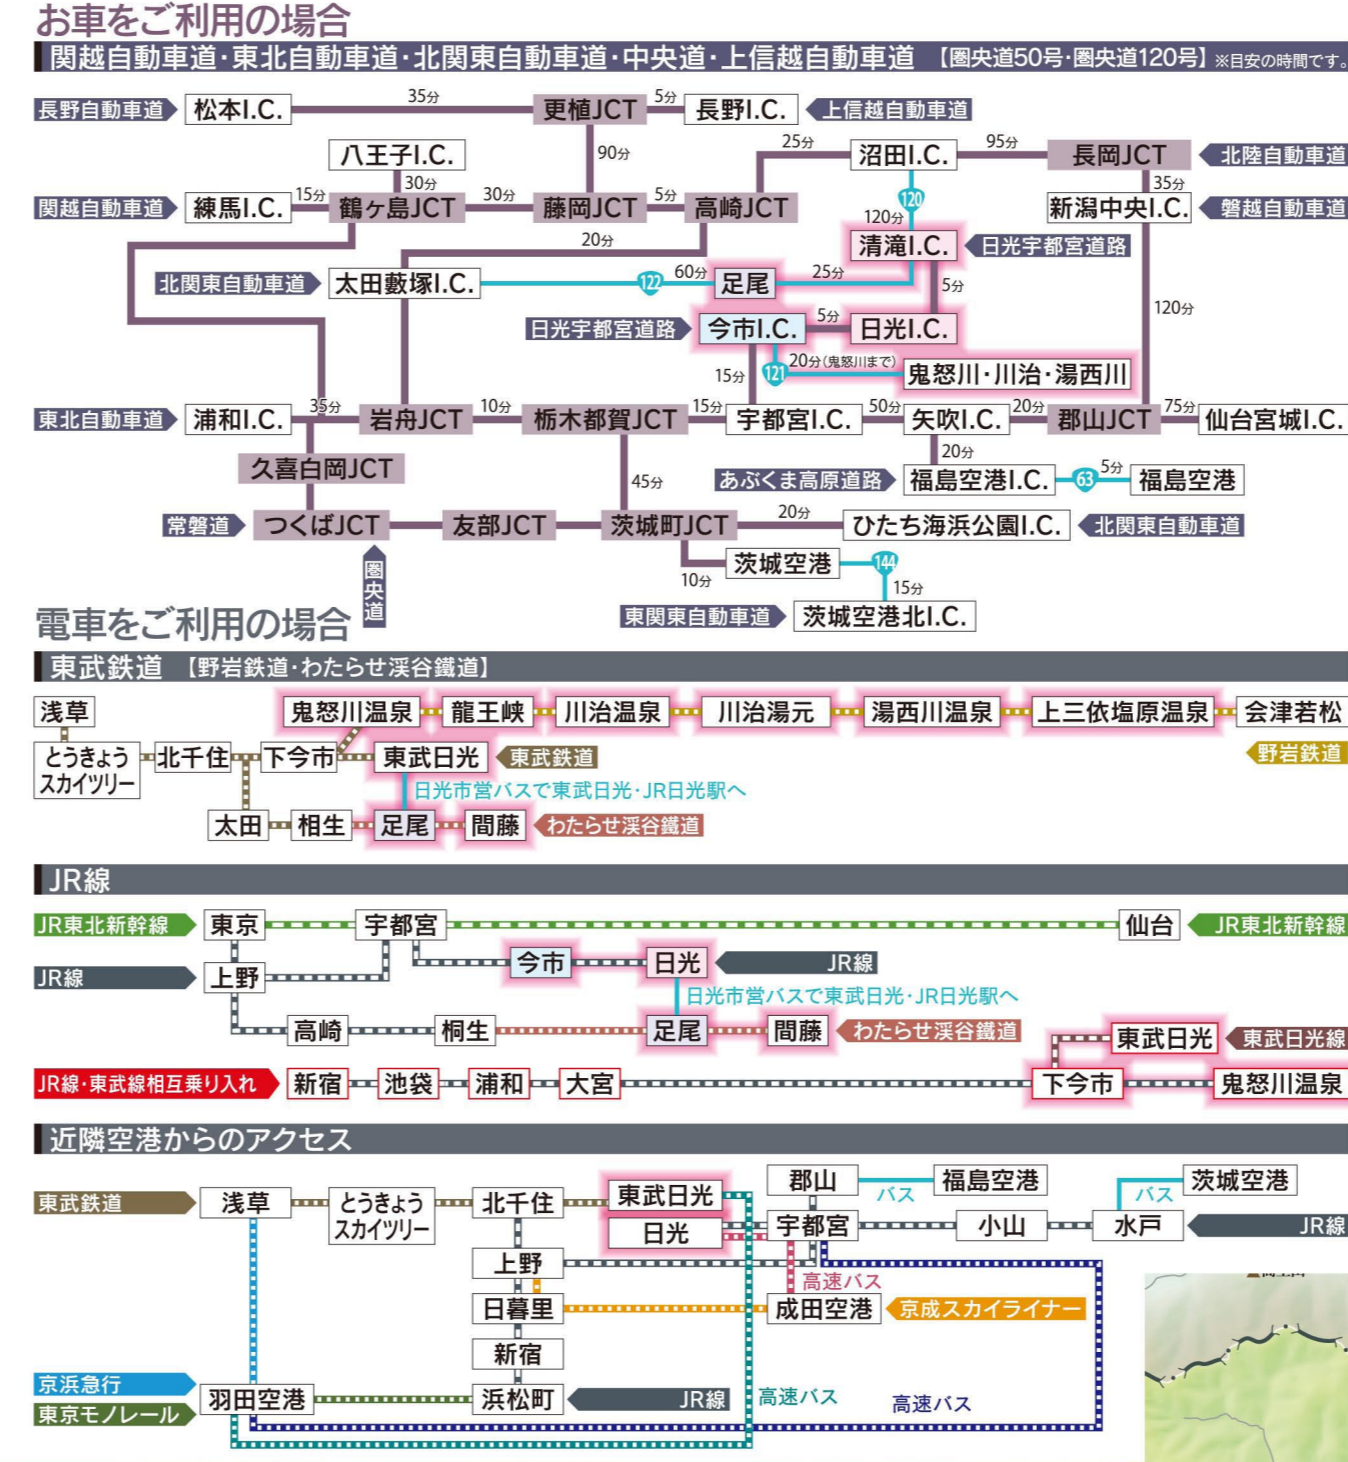 お車をご利用の場合
関越自動車道・東北自動車道・北関東自動車道・中央道・上信越自動車道 【圏央道50号・圏央道120号】 ※目安の時間です。
長野自動車道 松本I.C. 35分 更植JCT 5分 長野I.C. 上信越自動車道
八王子I.C. 90分 25分 沼田I.C. 95分 長岡JCT 北陸自動車道
30分 35分
関越自動車道 練馬I.C. 15分 鶴ヶ島JCT 30分 藤岡JCT 5分 高崎JCT 120 新潟中央I.C. 磐越自動車道
120分
20分 清滝I.C. 日光宇都宮道路
北関東自動車道 太田藪塚I.C. 122 60分 足尾 25分 5分
120分
日光宇都宮道路 今市I.C. 5分 日光I.C.
15分 121 20分(鬼怒川まで) 鬼怒川・川治・湯西川
東北自動車道 浦和I.C. 35分 岩舟JCT 10分 栃木都賀JCT 15分 宇都宮I.C. 50分 矢吹I.C. 20分 郡山JCT 75分 仙台宮城I.C.
20分
久喜白岡JCT 45分 あぶくま高原道路 福島空港I.C. 63 5分 福島空港
常磐道 つくばJCT 友部JCT 茨城町JCT 20分 ひたち海浜公園I.C. 北関東自動車道
圏央道 10分 茨城空港 144
15分
東関東自動車道 茨城空港北I.C.
電車をご利用の場合
東武鉄道 【野岩鉄道・わたらせ渓谷鐵道】
浅草 鬼怒川温泉 龍王峡 川治温泉 川治湯元 湯西川温泉 上三依塩原温泉 会津若松
とうきょう
スカイツリー 北千住 下今市 東武日光 東武鉄道 野岩鉄道
日光市営バスで東武日光・JR日光駅へ
太田 相生 足尾 間藤 わたらせ渓谷鐵道
JR線
JR東北新幹線 東京 宇都宮 仙台 JR東北新幹線
JR線 上野 今市 日光 JR線
日光市営バスで東武日光・JR日光駅へ
高崎 桐生 足尾 間藤 わたらせ渓谷鐵道 東武日光 東武日光線
JR線・東武線相互乗り入れ 新宿 池袋 浦和 大宮 下今市 鬼怒川温泉
近隣空港からのアクセス
東武鉄道 浅草 とうきょう
スカイツリー 北千住 東武日光 郡山 バス 福島空港 バス 茨城空港
日光 宇都宮 小山 水戸 JR線
上野 高速バス
日暮里 成田空港 京成スカイライナー
新宿
京浜急行
東京モノレール 羽田空港 浜松町 JR線 高速バス 高速バス